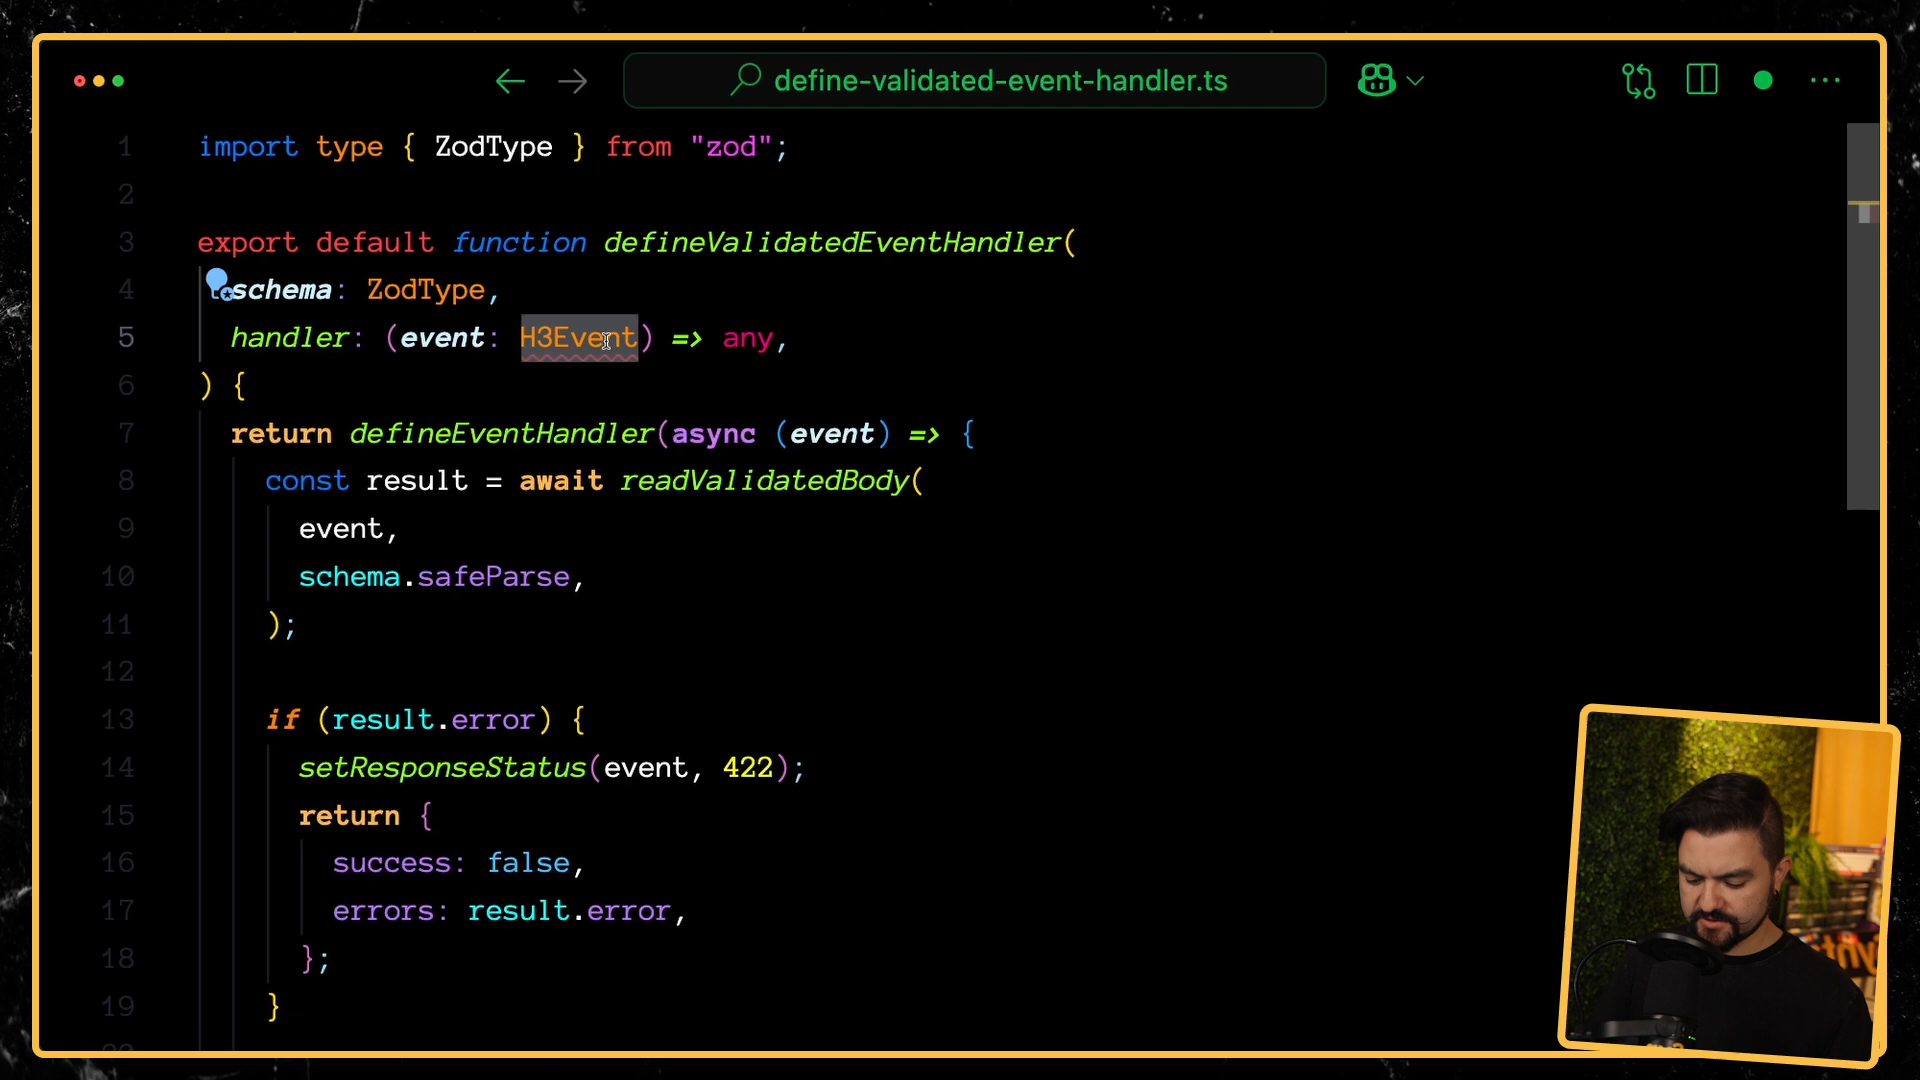 define-validated-event-handler.ts
1 import type { ZodType } from "zod";
2
3 export default function defineValidatedEventHandler(
4 schema: ZodType,
5 handler: (event: H3Event) => any,
6 ) {
7 return defineEventHandler(async (event) => {
8 const result = await readValidatedBody(
9 event,
10 schema.safeParse,
11 );
12
13 if (result.error) {
14 setResponseStatus(event, 422);
15 return {
16 success: false,
17 errors: result.error,
18 };
19 }
20